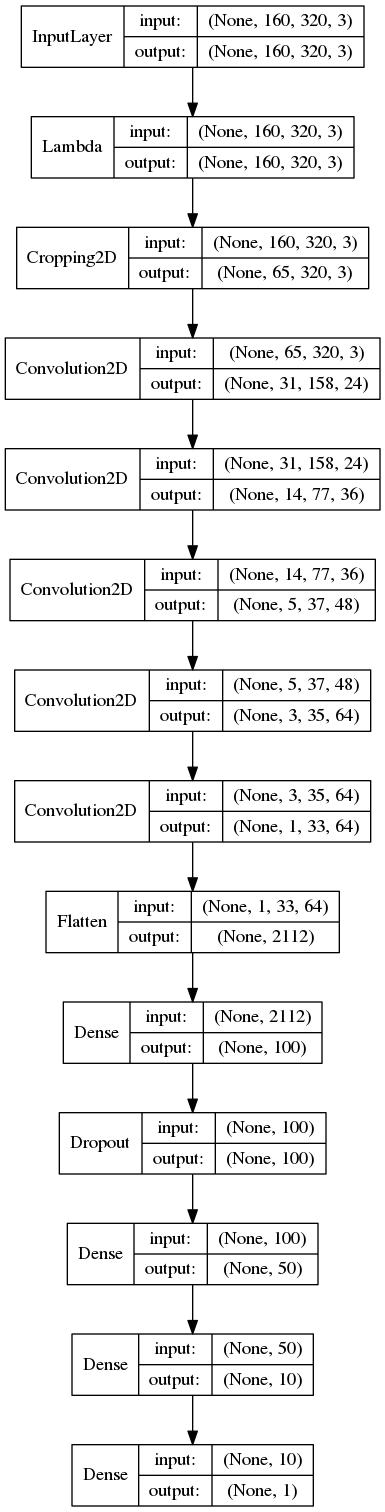 InputLayer
input: (None, 160, 320, 3)
output: (None, 160, 320, 3)
Lambda
input: (None, 160, 320, 3)
output: (None, 160, 320, 3)
Cropping2D
input: (None, 160, 320, 3)
output: (None, 65, 320, 3)
Convolution2D
input: (None, 65, 320, 3)
output: (None, 31, 158, 24)
Convolution2D
input: (None, 31, 158, 24)
output: (None, 14, 77, 36)
Convolution2D
input: (None, 14, 77, 36)
output: (None, 5, 37, 48)
Convolution2D
input: (None, 5, 37, 48)
output: (None, 3, 35, 64)
Convolution2D
input: (None, 3, 35, 64)
output: (None, 1, 33, 64)
Flatten
input: (None, 1, 33, 64)
output: (None, 2112)
Dense
input: (None, 2112)
output: (None, 100)
Dropout
input: (None, 100)
output: (None, 100)
Dense
input: (None, 100)
output: (None, 50)
Dense
input: (None, 50)
output: (None, 10)
Dense
input: (None, 10)
output: (None, 1)